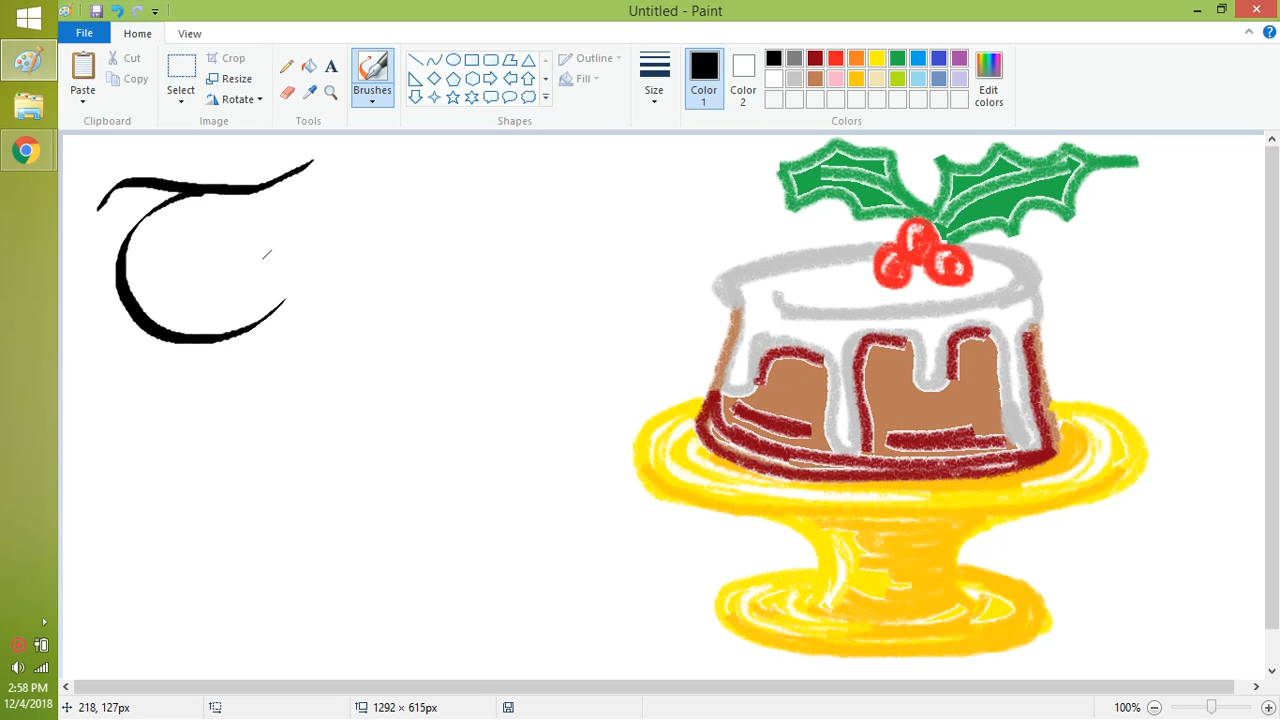 Untitled - Paint
File Home View
Paste
Cut
Copy
Clipboard
Select
Crop
Resize
Rotate
Image
Tools
Brushes
Outline
Fill
Shapes
Size
Color 1
Color 2
Edit colors
Colors
ح
2:58 PM
12/4/2018
218, 127px
1292 × 615px
100%